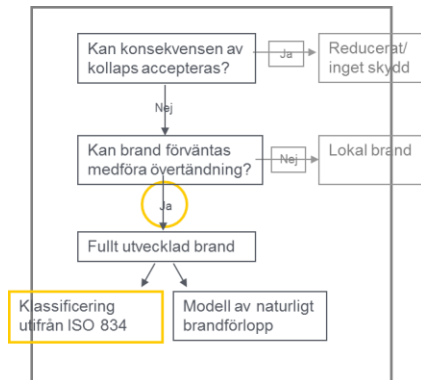 Kan konsekvensen av
kollaps accepteras?
Ja
Reducerat/
inget skydd
Nej
Kan brand förväntas
medföra övertändning?
Nej
Lokal brand
Ja
Fullt utvecklad brand
Klassificering
utifrån ISO 834
Modell av naturligt
brandförlopp